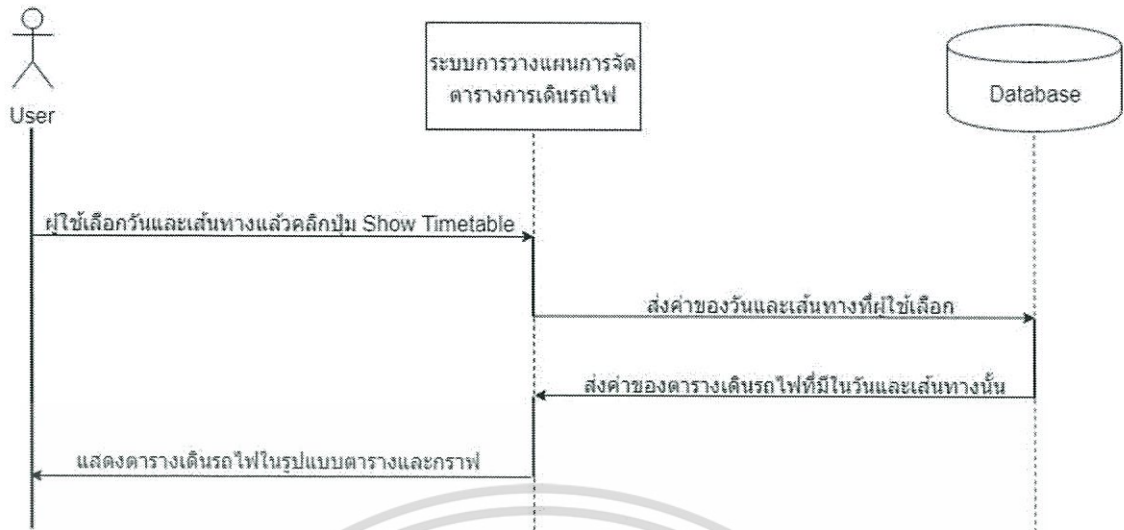 ระบบการวางแผนการจัด
ตารางการเดินรถไฟ
Database
User
ผู้ใช้เลือกวันและเส้นทางแล้วคลิกปุ่ม Show Timetable
ส่งค่าของวันและเส้นทางที่ผู้ใช้เลือก
ส่งค่าของตารางเดินรถไฟที่มีในวันและเส้นทางนั้น
แสดงตารางเดินรถไฟในรูปแบบตารางและกราฟ